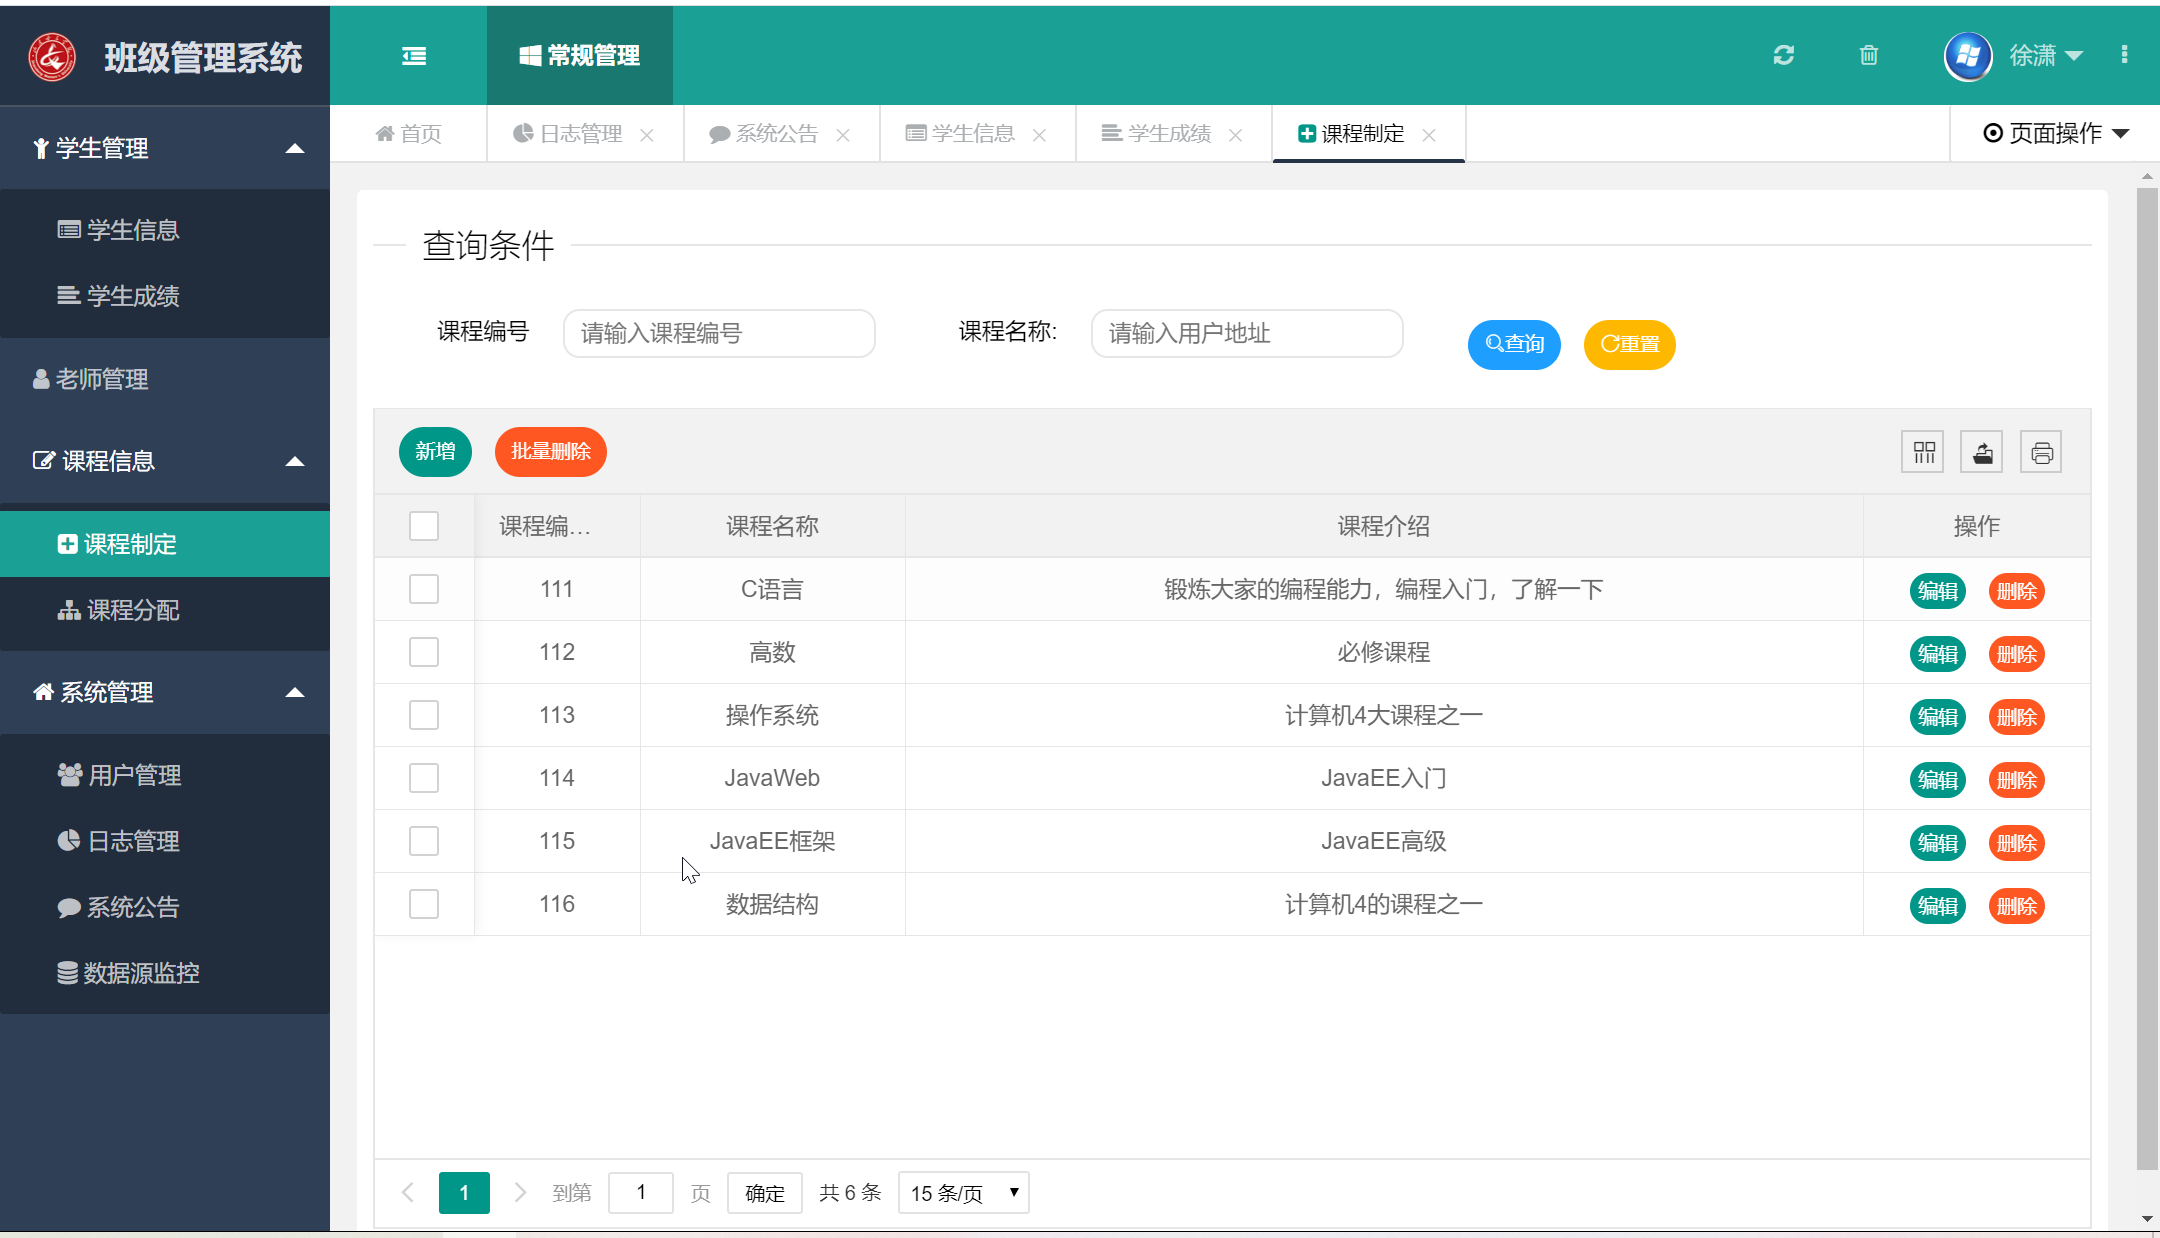 班级管理系统
常规管理
徐潇
首页
日志管理
系统公告
学生信息
学生成绩
课程制定
页面操作
学生管理
学生信息
学生成绩
老师管理
课程信息
课程制定
课程分配
系统管理
用户管理
日志管理
系统公告
数据源监控
查询条件
课程编号 请输入课程编号 课程名称: 请输入用户地址 查询 重置
新增 批量删除
课程编... 课程名称 课程介绍 操作
111 C语言 锻炼大家的编程能力，编程入门，了解一下 编辑 删除
112 高数 必修课程 编辑 删除
113 操作系统 计算机4大课程之一 编辑 删除
114 JavaWeb JavaEE入门 编辑 删除
115 JavaEE框架 JavaEE高级 编辑 删除
116 数据结构 计算机4的课程之一 编辑 删除
1 到第 1 页 确定 共 6 条 15 条/页